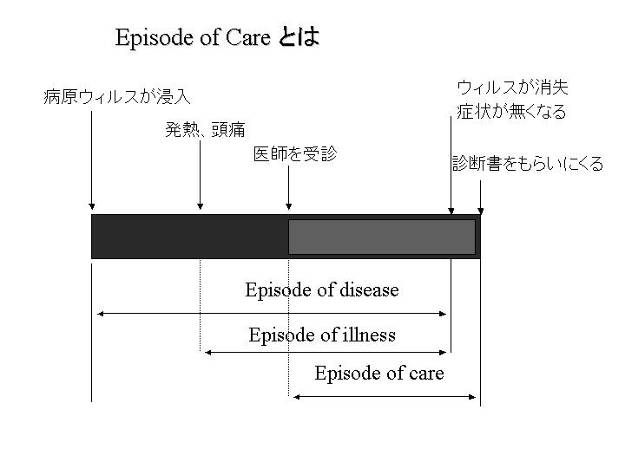 Episode of Care とは
病原ウィルスが浸入
発熱、頭痛
医師を受診
ウィルスが消失
症状が無くなる
診断書をもらいにくる
Episode of disease
Episode of illness
Episode of care